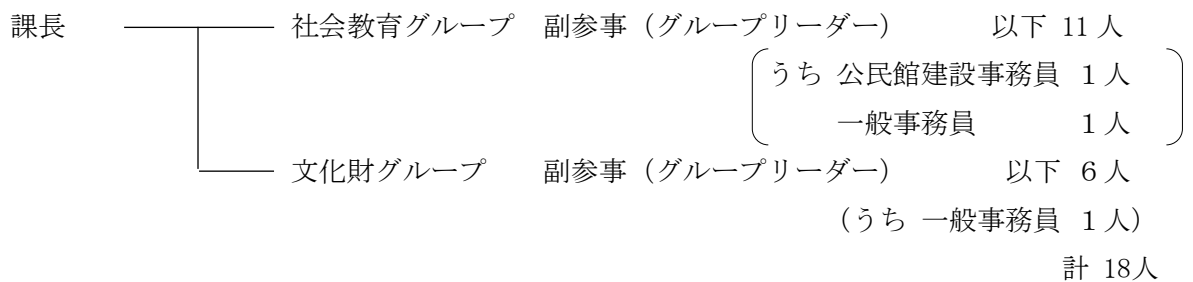 課長 社会教育グループ 副参事（グループリーダー） 以下 11人
うち 公民館建設事務員 1人
一般事務員 1人
文化財グループ 副参事（グループリーダー） 以下 6人
（うち 一般事務員 1人）
計 18人